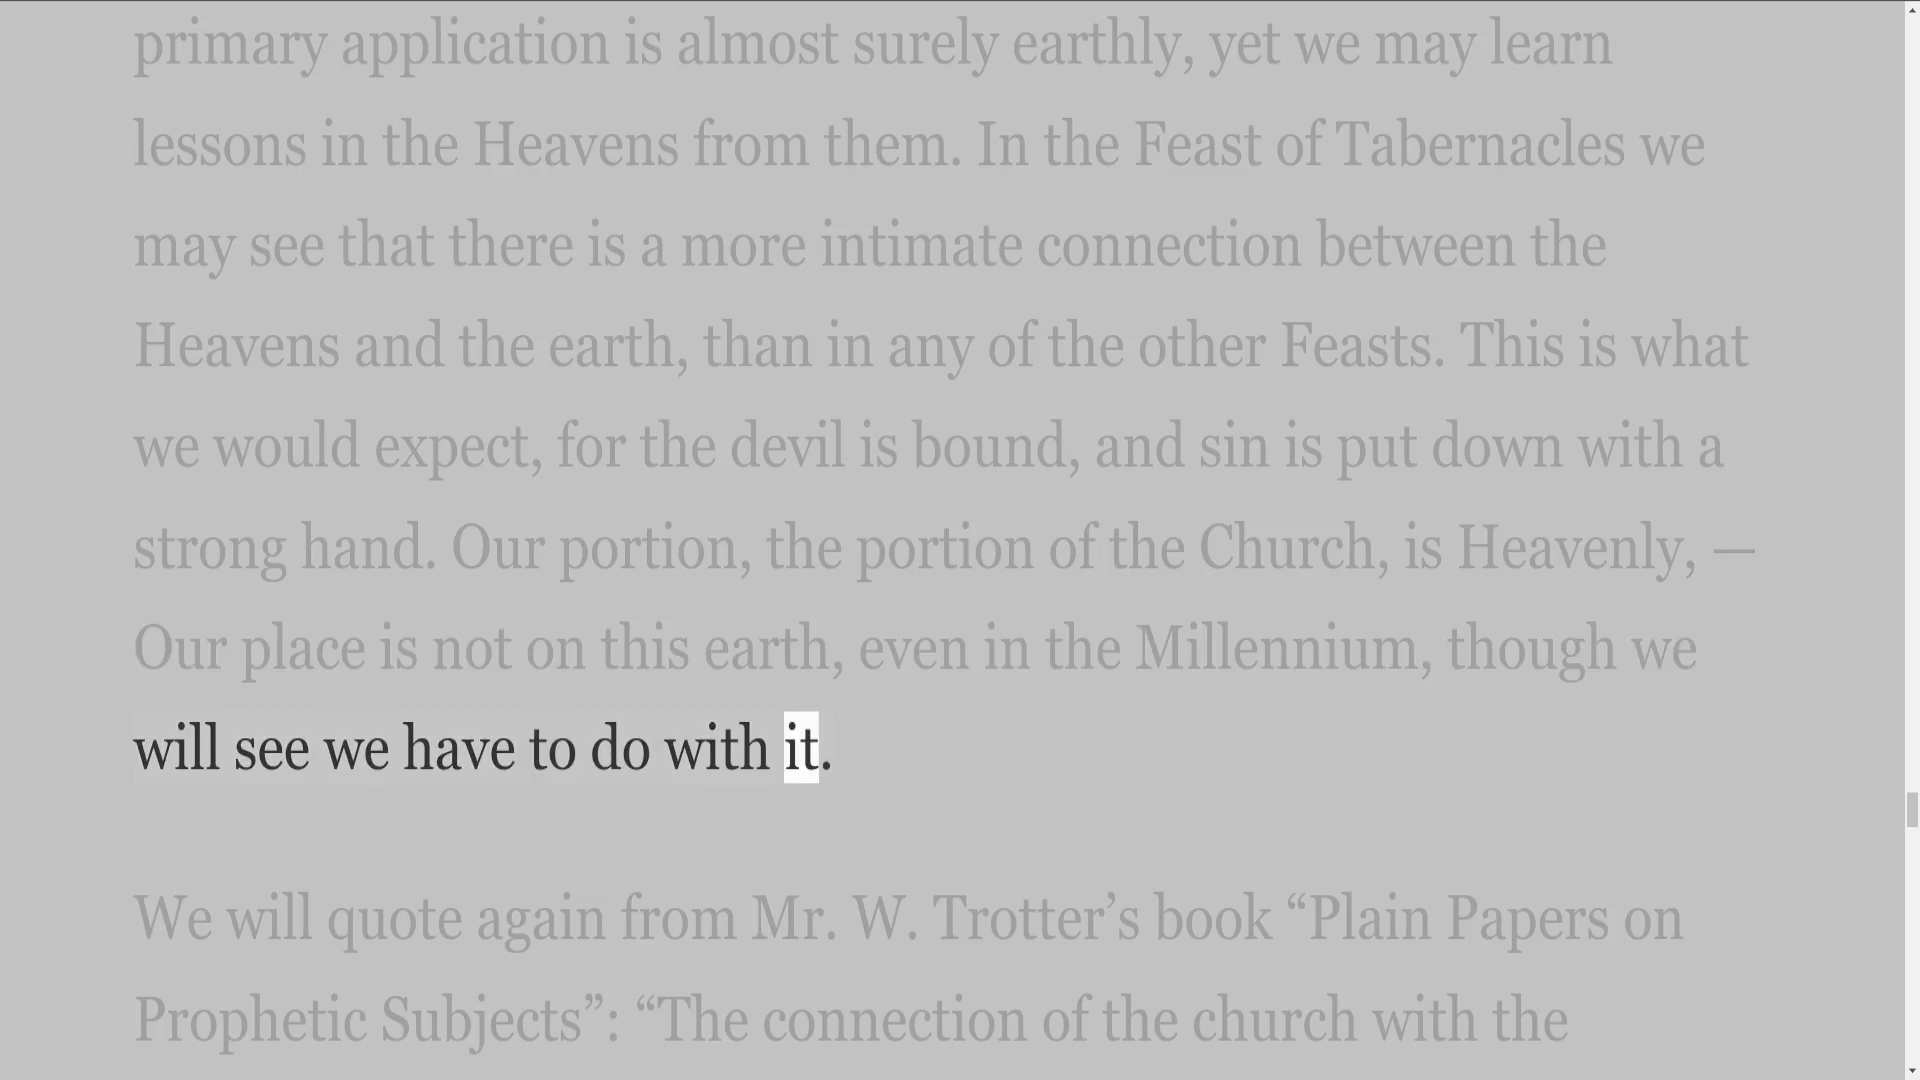 primary application is almost surely earthly, yet we may learn
lessons in the Heavens from them. In the Feast of Tabernacles we
may see that there is a more intimate connection between the
Heavens and the earth, than in any of the other Feasts. This is what
we would expect, for the devil is bound, and sin is put down with a
strong hand. Our portion, the portion of the Church, is Heavenly, —
Our place is not on this earth, even in the Millennium, though we
will see we have to do with it.
We will quote again from Mr. W. Trotter’s book “Plain Papers on
Prophetic Subjects”: “The connection of the church with the